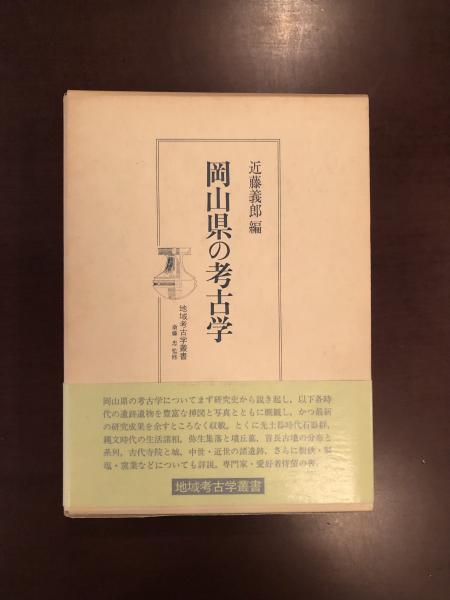 近藤義郎編
岡山県の考古学
地域考古学叢書
斎藤忠監修
岡山県の考古学についてまず研究史から説き起し、以下各時
代の遺跡遺物を豊富な挿図と写真とともに概観し、かつ最新
の研究成果を余すところなく収載。とくに先土器時代石器群、
縄文時代の生活諸相、弥生集落と墳丘墓、首長古墳の分布と
系列、古代寺院と城、中世・近世の諸遺跡、さらに製鉄・製
塩・窯業などについても詳説。専門家・愛好者待望の書。
地域考古学叢書